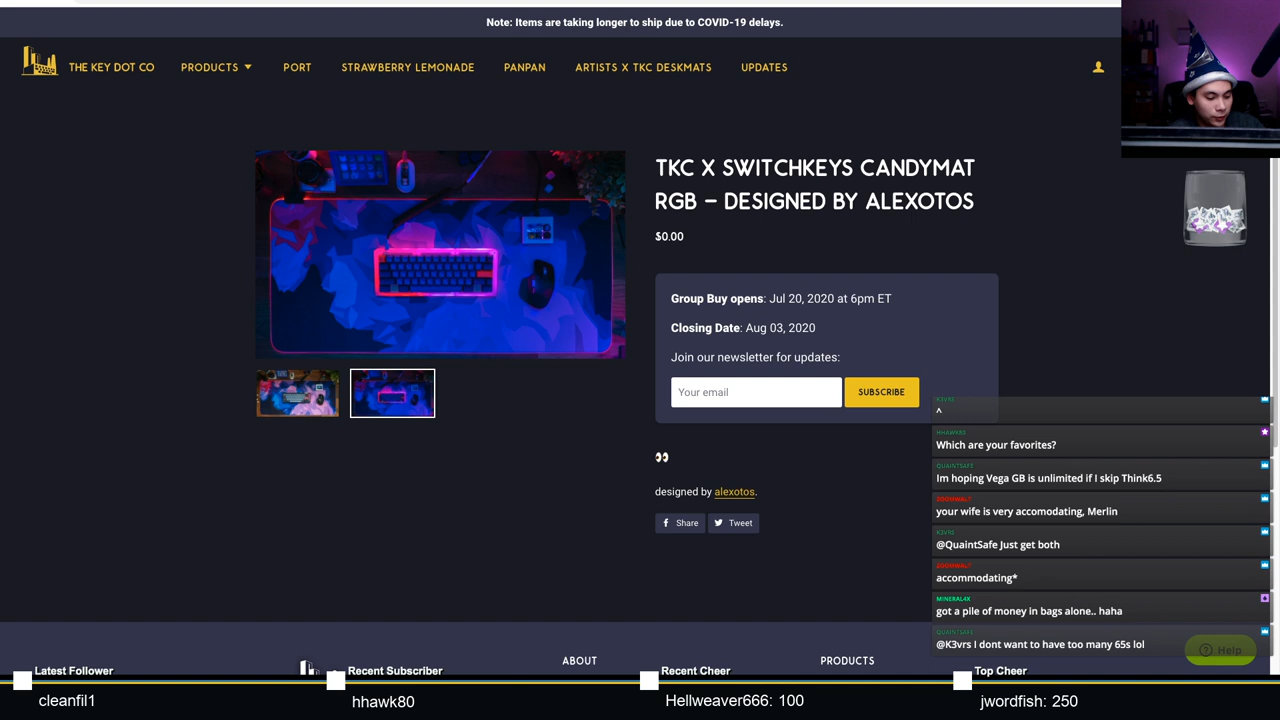 Note: Items are taking longer to ship due to COVID-19 delays.
THE KEY DOT CO
PRODUCTS
PORT
STRAWBERRY LEMONADE
PANPAN
ARTISTS X TKC DESKMATS
UPDATES
TKC X SWITCHKEYS CANDYMAT
RGB – DESIGNED BY ALEXOTOS
$0.00
Group Buy opens: Jul 20, 2020 at 6pm ET
Closing Date: Aug 03, 2020
Join our newsletter for updates:
Your email
SUBSCRIBE
designed by alexotos.
Share
Tweet
K3VRS
^
HHAWK80
Which are your favorites?
QUAINTSAFE
Im hoping Vega GB is unlimited if I skip Think6.5
your wife is very accomodating, Merlin
K3VRS
@QuaintSafe Just get both
accommodating*
MINERAL4X
got a pile of money in bags alone.. haha
QUAINTSAFE
@K3vrs I dont want to have too many 65s lol
Help
ABOUT
PRODUCTS
Latest Follower
cleanfil1
Recent Subscriber
hhawk80
Recent Cheer
Hellweaver666: 100
Top Cheer
jwordfish: 250